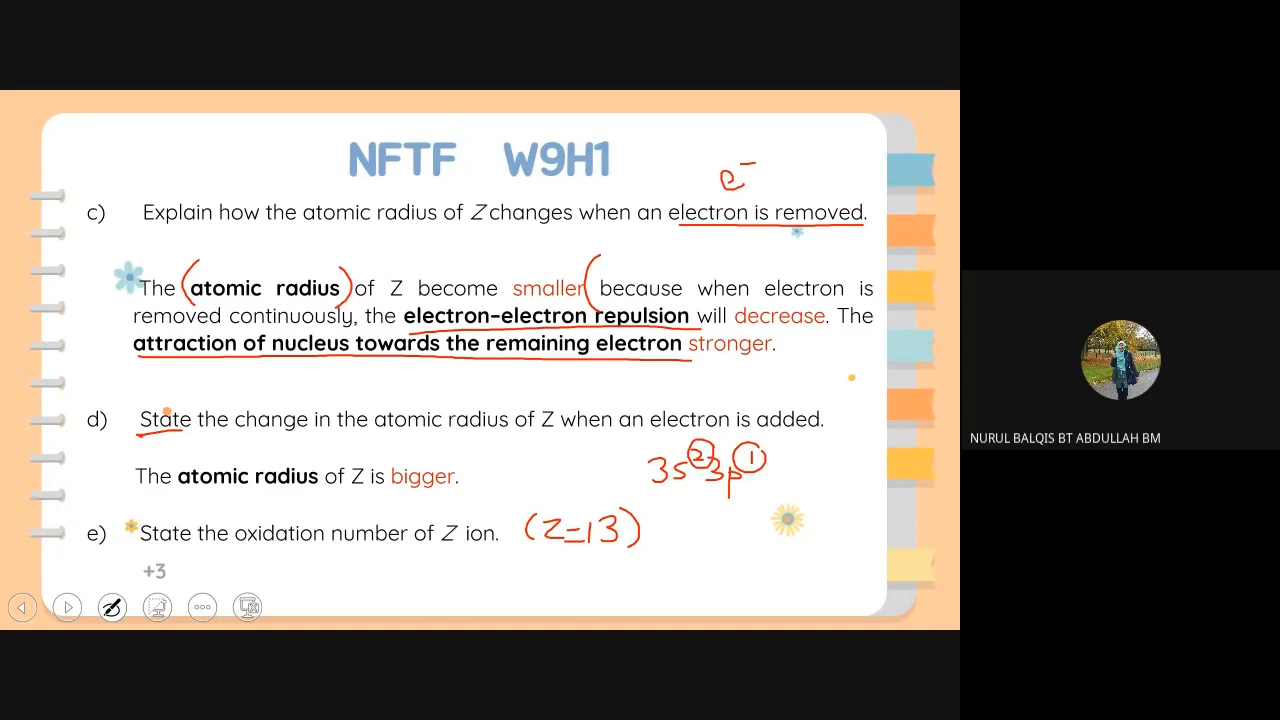 NFTF W9H1
e⁻
c) Explain how the atomic radius of Z changes when an electron is removed.
The (atomic radius) of Z become smaller (because when electron is
removed continuously, the electron-electron repulsion will decrease. The
attraction of nucleus towards the remaining electron stronger.
d) State the change in the atomic radius of Z when an electron is added.
3s² 3p¹
The atomic radius of Z is bigger.
e) State the oxidation number of Z ion. (Z=13)
+3
NURUL BALQIS BT ABDULLAH BM